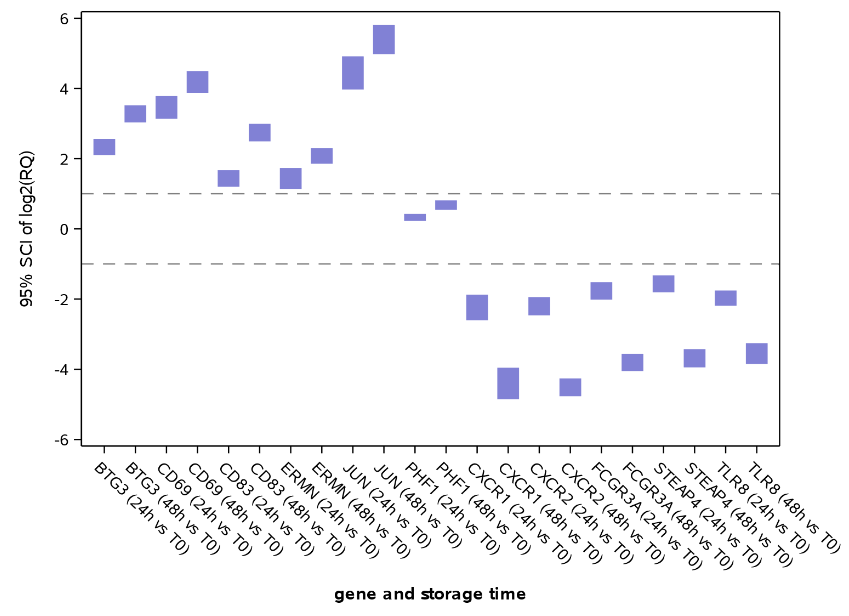 6
4
2
0
-2
-4
-6
95% SCI of log2(RQ)
BTG3 (24h vs T0)
BTG3 (48h vs T0)
CD69 (24h vs T0)
CD69 (48h vs T0)
CD83 (24h vs T0)
CD83 (48h vs T0)
ERMN (24h vs T0)
ERMN (48h vs T0)
JUN (24h vs T0)
JUN (48h vs T0)
PHF1 (24h vs T0)
PHF1 (48h vs T0)
CXCR1 (24h vs T0)
CXCR1 (48h vs T0)
CXCR2 (24h vs T0)
CXCR2 (48h vs T0)
FCGR3A (24h vs T0)
FCGR3A (48h vs T0)
STEAP4 (24h vs T0)
STEAP4 (48h vs T0)
TLR8 (24h vs T0)
TLR8 (48h vs T0)
gene and storage time